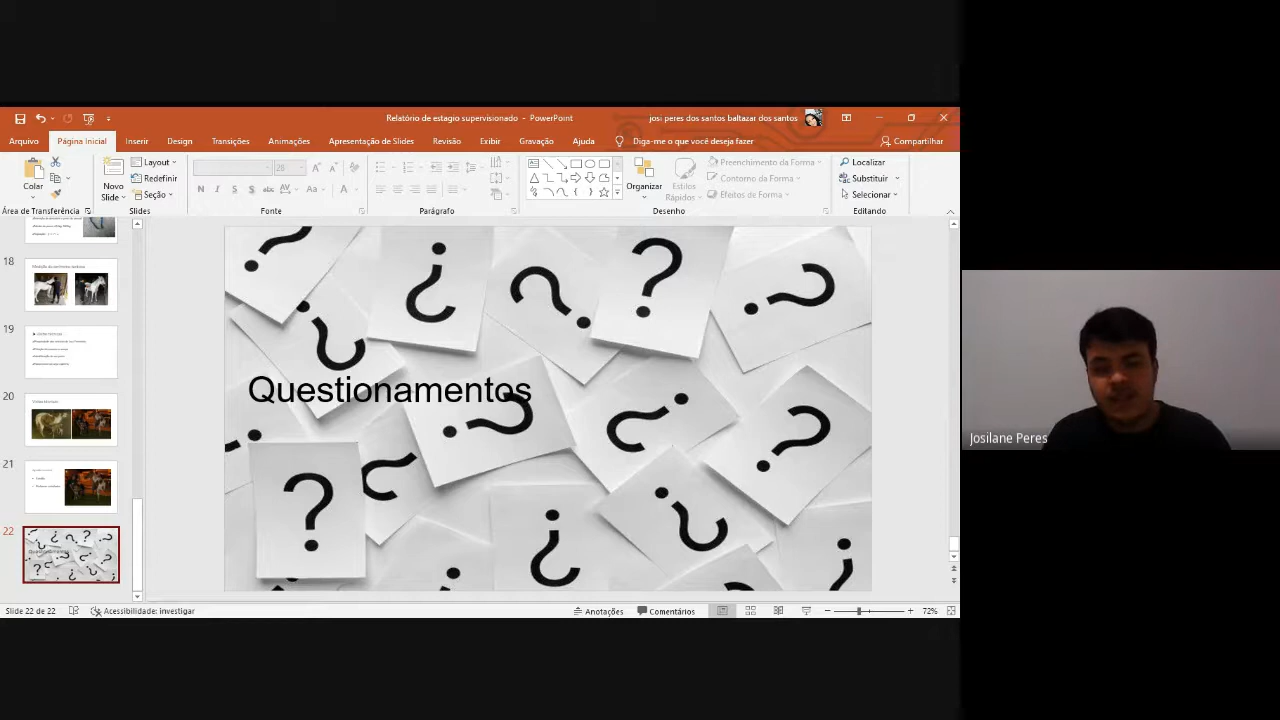 Relatório de estagio supervisionado - PowerPoint
josi peres dos santos baltazar dos santos
Arquivo Página Inicial Inserir Design Transições Animações Apresentação de Slides Revisão Exibir Gravação Ajuda Diga-me o que você deseja fazer Compartilhar
Colar
Novo Slide
Layout
Redefinir
Seção
28
N I S S abc AV Aa A
Organizar
Estilos Rápidos
Preenchimento da Forma
Contorno da Forma
Efeitos de Forma
Localizar
Substituir
Selecionar
Área de Transferência Slides Fonte Parágrafo Desenho Editando
18
19
20
21
22
Questionamentos
Josilane Peres
Slide 22 de 22 Acessibilidade: investigar Anotações Comentários 72%